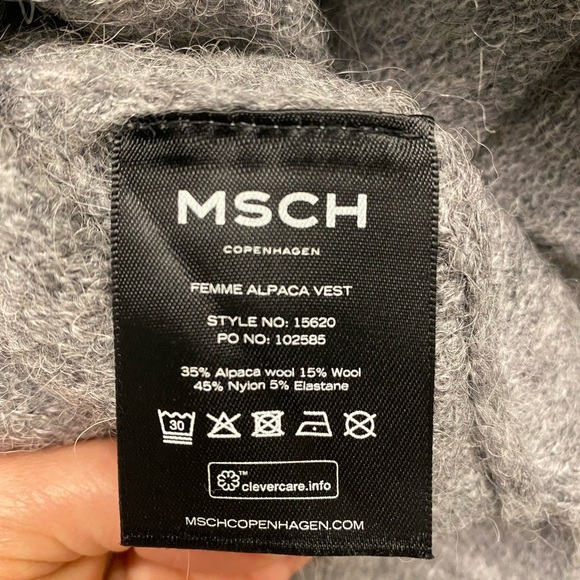 MSCH
COPENHAGEN
FEMME ALPACA VEST
STYLE NO: 15620
PO NO: 102585
35% Alpaca wool 15% Wool
45% Nylon 5% Elastane
30
™
clevercare.info
MSCHCOPENHAGEN.COM